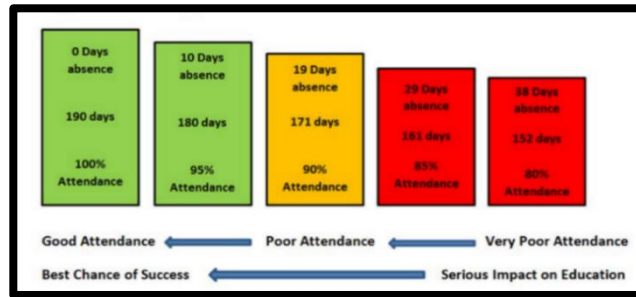 0 Days
absence
190 days
100%
Attendance
10 Days
absence
180 days
95%
Attendance
19 Days
absence
171 days
90%
Attendance
29 Days
absence
161 days
85%
Attendance
38 Days
absence
152 days
80%
Attendance
Good Attendance Poor Attendance Very Poor Attendance
Best Chance of Success Serious Impact on Education